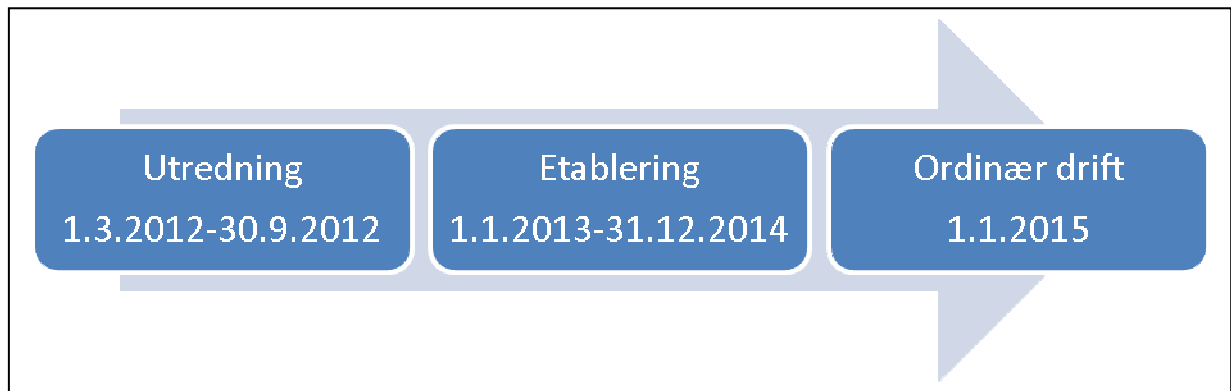 Utredning
1.3.2012-30.9.2012
Etablering
1.1.2013-31.12.2014
Ordinær drift
1.1.2015